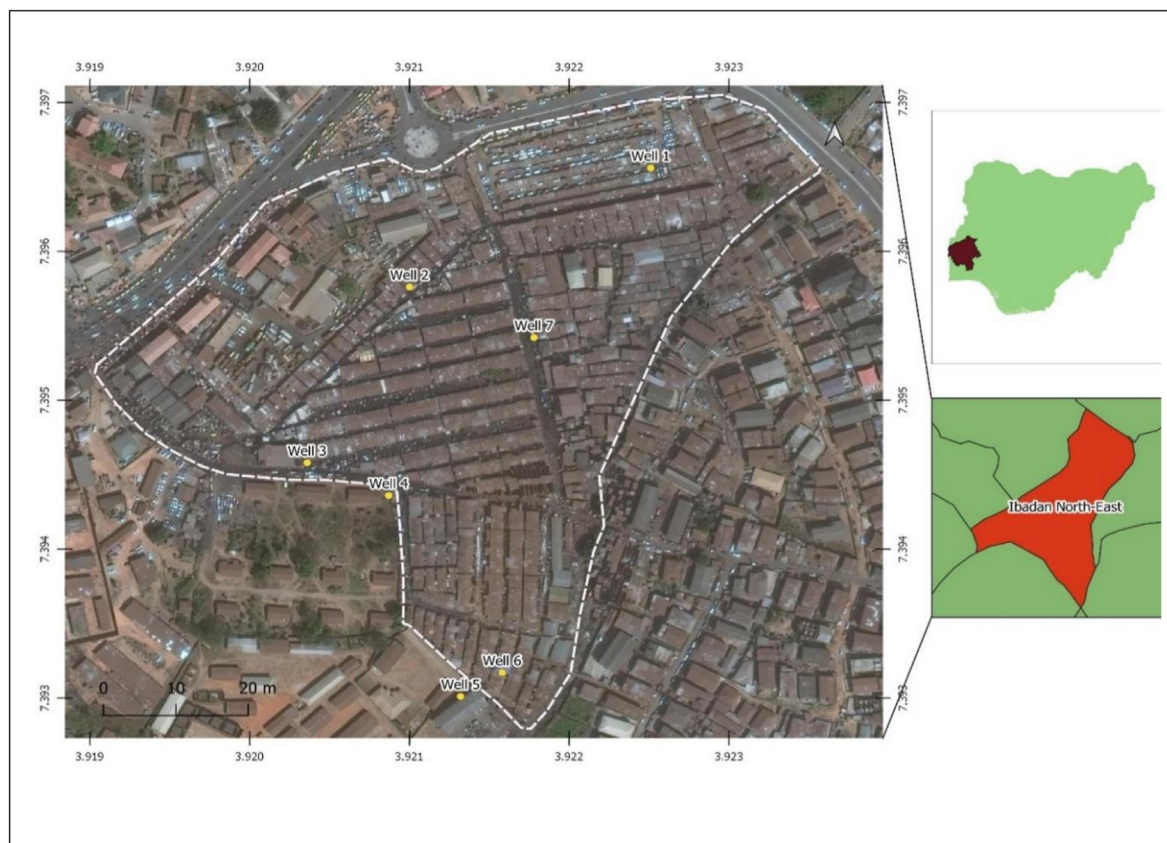 3.919 3.920 3.921 3.922 3.923
7.397 7.397
Well 1
7.396 7.396
Well 2
Well 7
7.395 7.395
Well 3
Well 4
Ibadan North-East
7.394 7.394
Well 6
Well 5
0 10 20 m
7.393 7.393
3.919 3.920 3.921 3.922 3.923